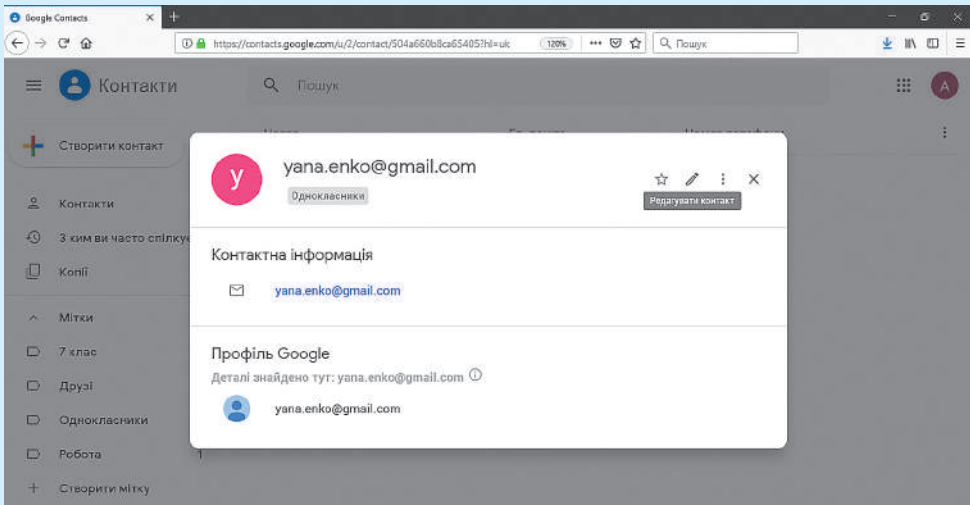 Google Contacts
https://contacts.google.com/u/2/contact/504a660b8ca65405?hl=uk
120%
Пошук
Контакти
Пошук
A
Створити контакт
Контакти
З ким ви часто спілкує
Копії
Мітки
7 клас
Друзі
Однокласники
Робота 1
Створити мітку
y
yana.enko@gmail.com
Однокласники
Редагувати контакт
Контактна інформація
yana.enko@gmail.com
Профіль Google
Деталі знайдено тут: yana.enko@gmail.com
yana.enko@gmail.com